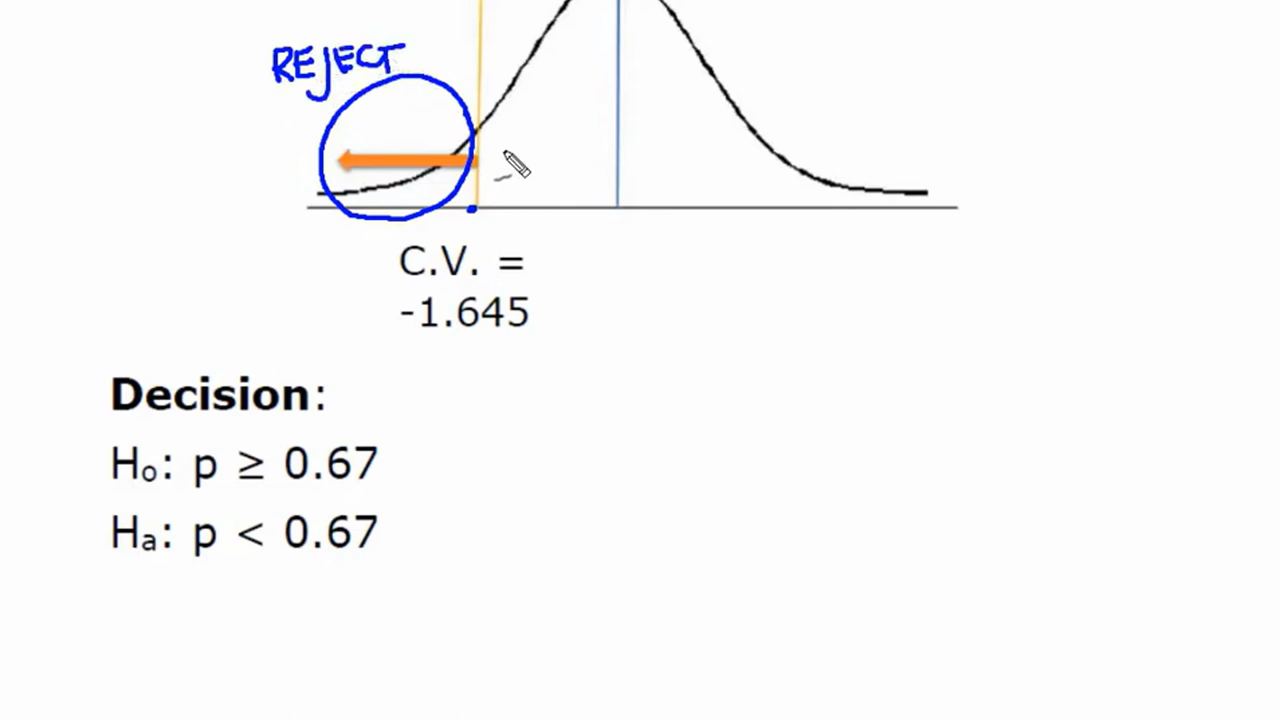 REJECT
C.V. =
-1.645
Decision:
Hₒ: p ≥ 0.67
Hₐ: p < 0.67